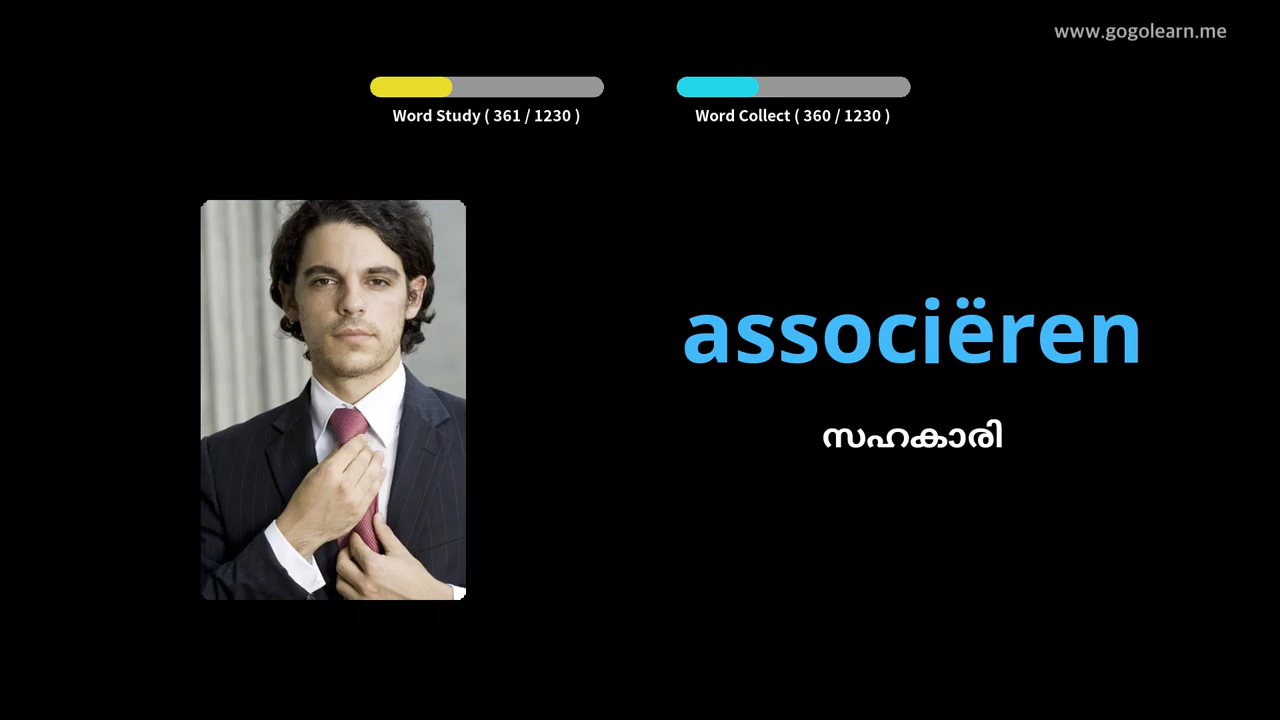 www.gogolearn.me
Word Study ( 361 / 1230 )
Word Collect ( 360 / 1230 )
associëren
സഹകാരി